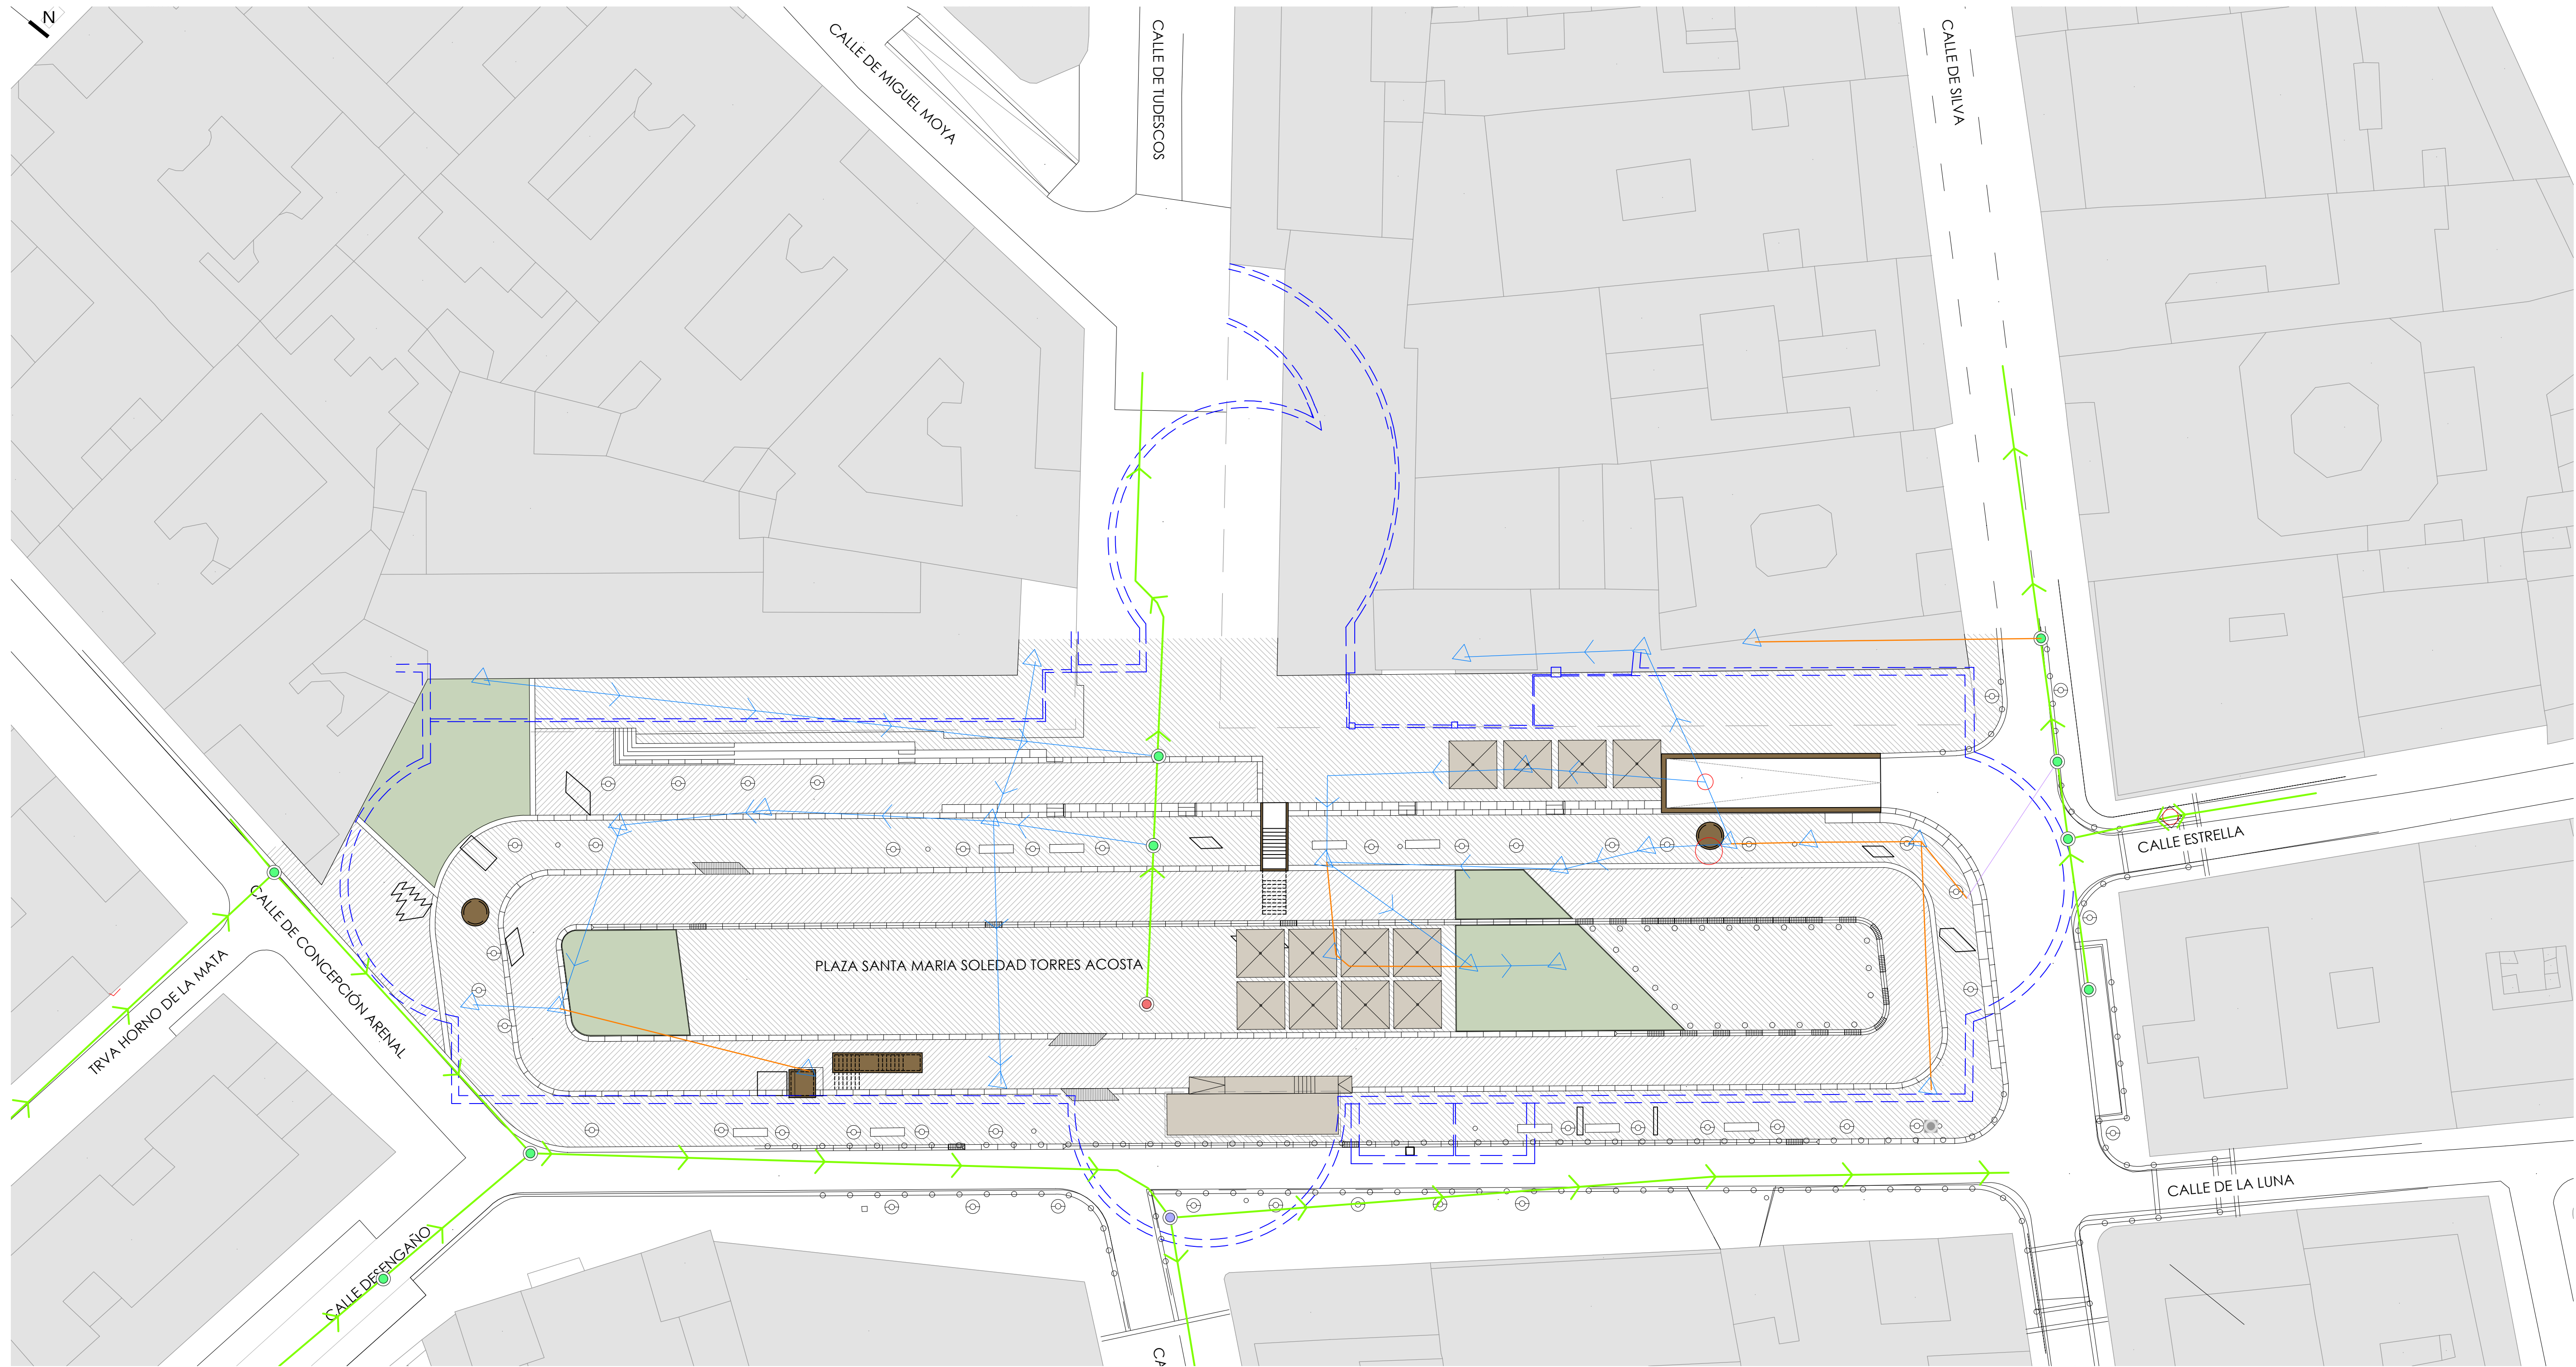 N
CALLE DE MIGUEL MOYA
CALLE DE TUDESCOS
CALLE DE SILVA
CALLE ESTRELLA
CALLE DE CONCEPCIÓN ARENAL
TRVA HORNO DE LA MATA
PLAZA SANTA MARIA SOLEDAD TORRES ACOSTA
CALLE DE LA LUNA
CALLE DESENGAÑO
CA